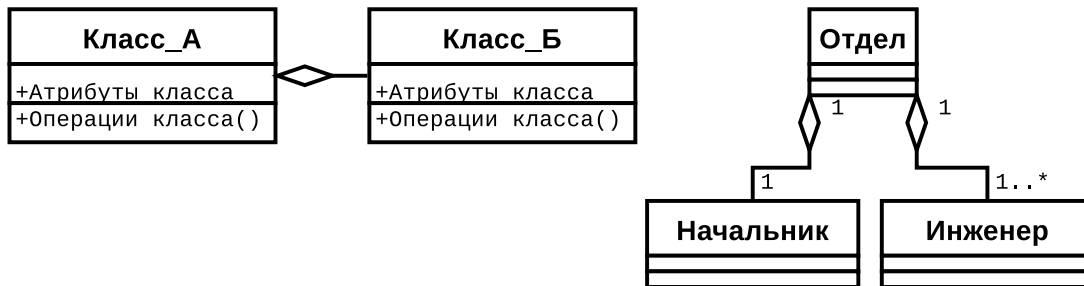 Класс_А
+Атрибуты класса
+Операции класса()
Класс_Б
+Атрибуты класса
+Операции класса()
Отдел
1
1
1
1..*
Начальник
Инженер